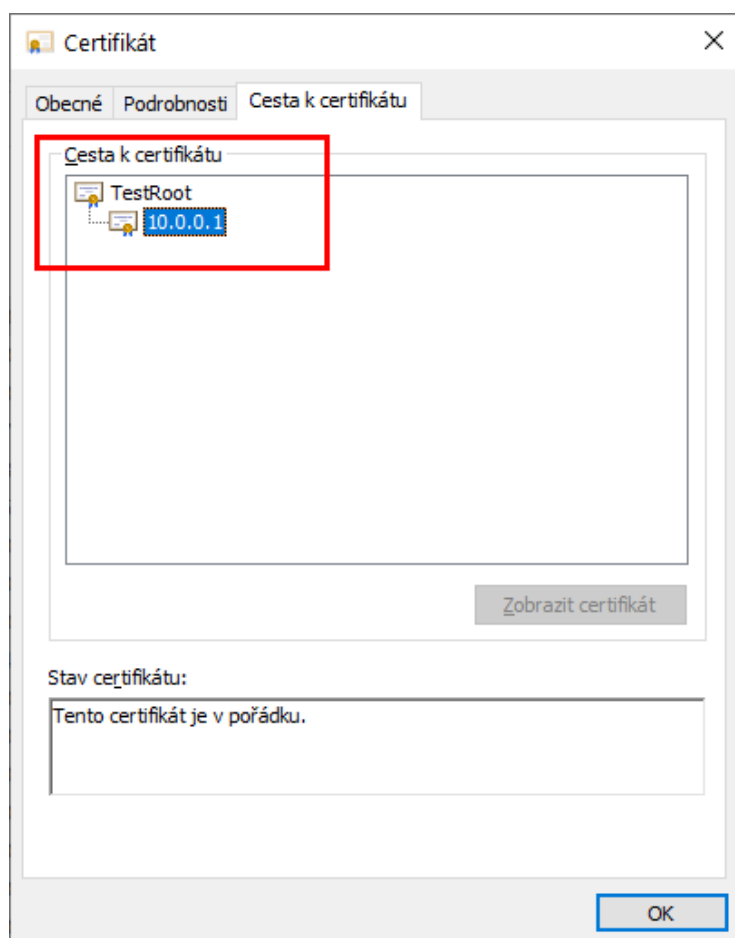 Certifikát
Obecné Podrobnosti Cesta k certifikátu
Cesta k certifikátu
TestRoot
10.0.0.1
Zobrazit certifikát
Stav certifikátu:
Tento certifikát je v pořádku.
OK